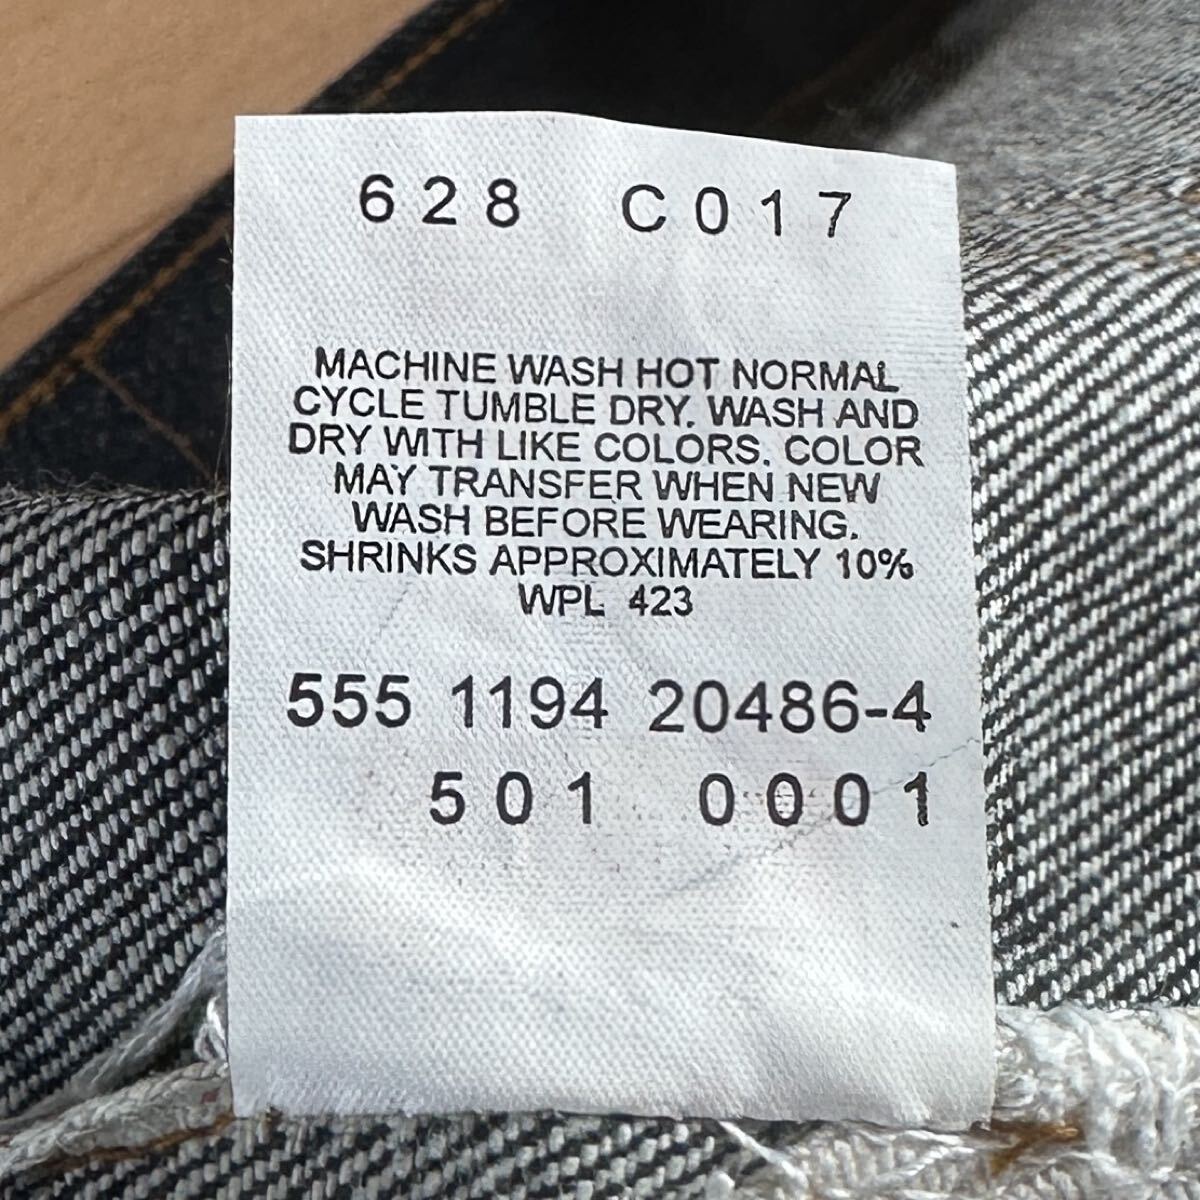 628 C017
MACHINE WASH HOT NORMAL
CYCLE TUMBLE DRY. WASH AND
DRY WITH LIKE COLORS. COLOR
MAY TRANSFER WHEN NEW
WASH BEFORE WEARING.
SHRINKS APPROXIMATELY 10%
WPL 423
555 1194 20486-4
501 0001